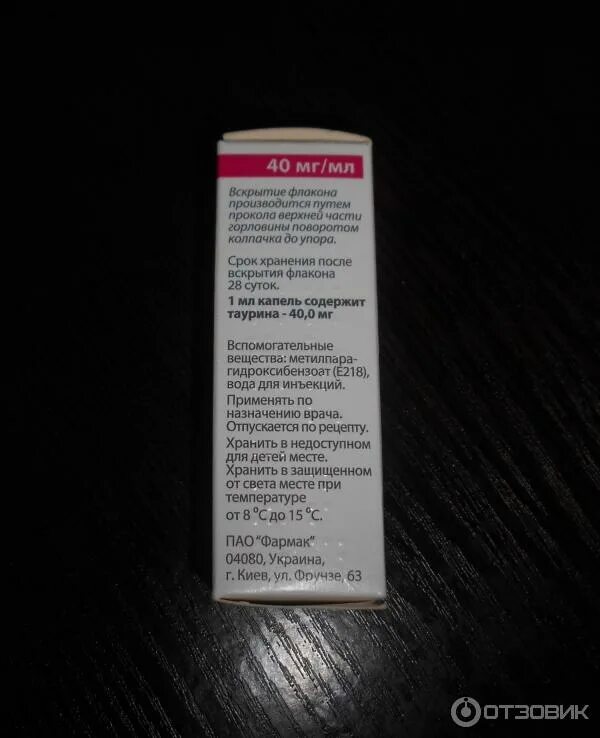 40 мг/мл
Вскрытие флакона
производится путем
прокола верхней части
горловины поворотом
колпачка до упора.
Срок хранения после
вскрытия флакона
28 суток.
1 мл капель содержит
таурина - 40,0 мг
Вспомогательные
вещества: метилпара-
гидроксибензоат (Е218),
вода для инъекций.
Применять по
назначению врача.
Отпускается по рецепту.
Хранить в недоступном
для детей месте.
Хранить в защищенном
от света месте при
температуре
от 8 °С до 15 °С.
ПАО "Фармак"
04080, Украина,
г. Киев, ул. Фрунзе, 63
ОТЗОВИК